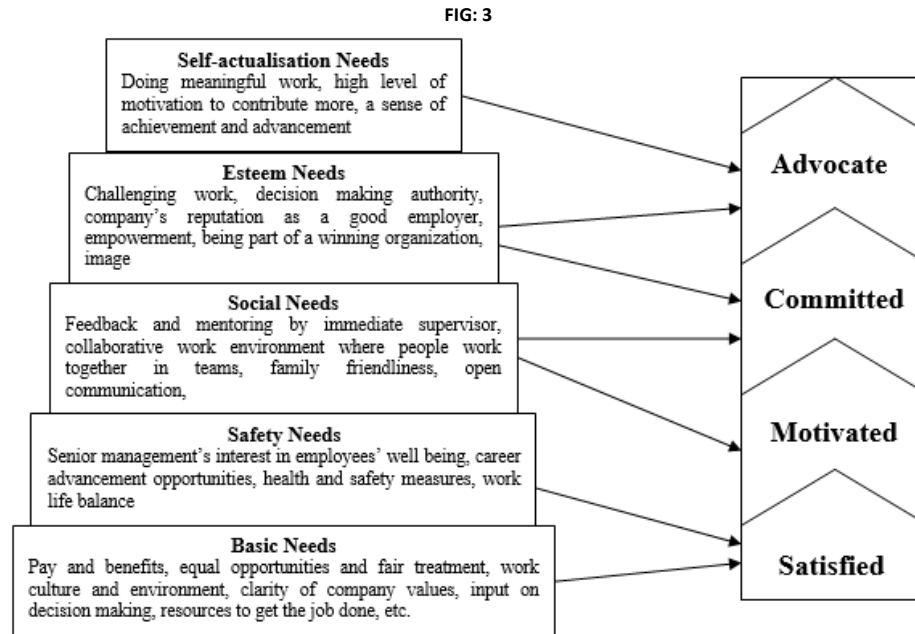 FIG: 3
Self-actualisation Needs
Doing meaningful work, high level of
motivation to contribute more, a sense of
achievement and advancement
Esteem Needs
Challenging work, decision making authority,
company's reputation as a good employer,
empowerment, being part of a winning organization,
image
Social Needs
Feedback and mentoring by immediate supervisor,
collaborative work environment where people work
together in teams, family friendliness, open
communication,
Safety Needs
Senior management's interest in employees' well being, career
advancement opportunities, health and safety measures, work
life balance
Basic Needs
Pay and benefits, equal opportunities and fair treatment, work
culture and environment, clarity of company values, input on
decision making, resources to get the job done, etc.
Advocate
Committed
Motivated
Satisfied